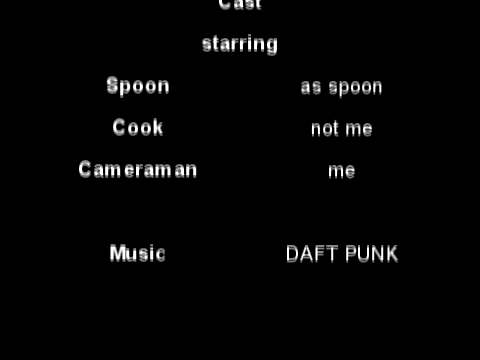 Cast
starring
Spoon as spoon
Cook not me
Cameraman me
Music DAFT PUNK